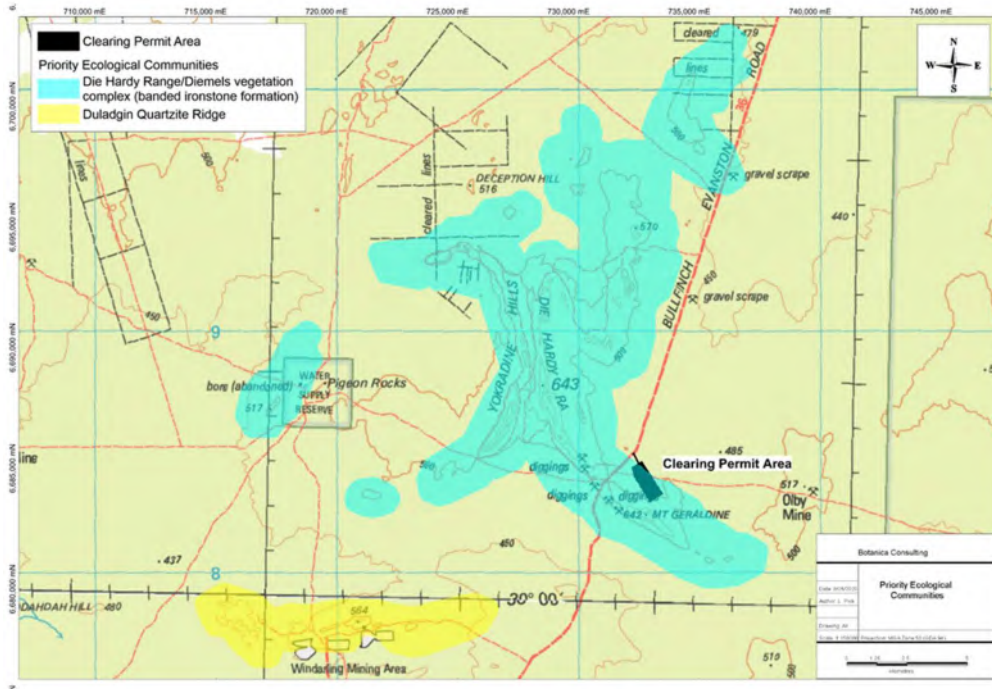 710,000 mE
715,000 mE
720,000 mE
725,000 mE
730,000 mE
735,000 mE
740,000 mE
745,000 mE
Clearing Permit Area
Priority Ecological Communities
Die Hardy Range/Diemels vegetation
complex (banded ironstone formation)
Duladgin Quartzite Ridge
N
W E
S
cleared
479
lines
ROAD
36
6,700,000 mN
500
lines
500
lines
DECEPTION HILL
516
cleared
EVANSTON
gravel scrape
440
6,695,000 mN
570
450
gravel scrape
BULLFINCH
450
9
6,690,000 mN
YOKRADINE HILLS
DIE HARDY RA
500
643
bore (abandoned)
WATER
SUPPLY
RESERVE
Pigeon Rocks
517
485
Clearing Permit Area
diggings
diggings
517
Olby
Mine
MT GERALDINE
6,685,000 mN
500
437
8
6,680,000 mN
30° 00'
DAHDAH HILL 480
564
Windarling Mining Area
510
Botanica Consulting
Priority Ecological
Communities